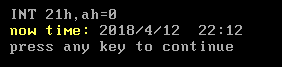 INT 21h,ah=0
now time: 2018/4/12  22:12
press any key to continue